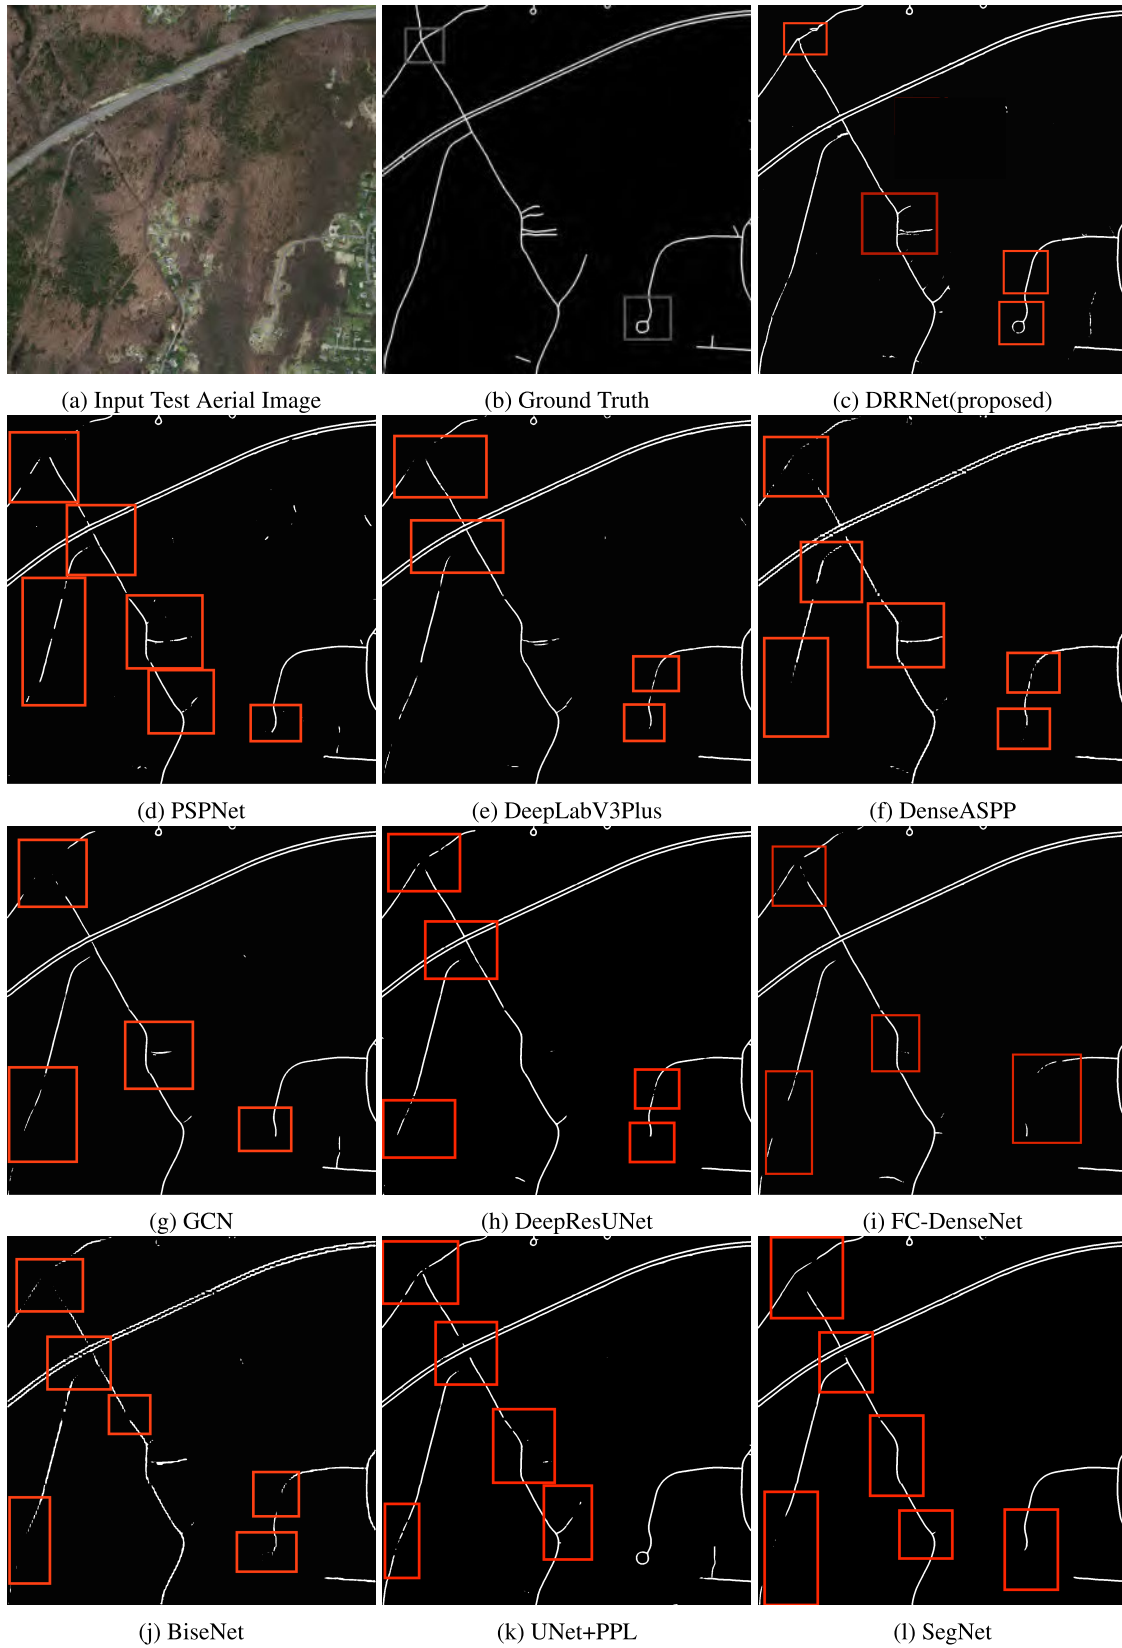 (a) Input Test Aerial Image
(b) Ground Truth
(c) DRRNet(proposed)
(d) PSPNet
(e) DeepLabV3Plus
(f) DenseASPP
(g) GCN
(h) DeepResUNet
(i) FC-DenseNet
(j) BiseNet
(k) UNet+PPL
(l) SegNet